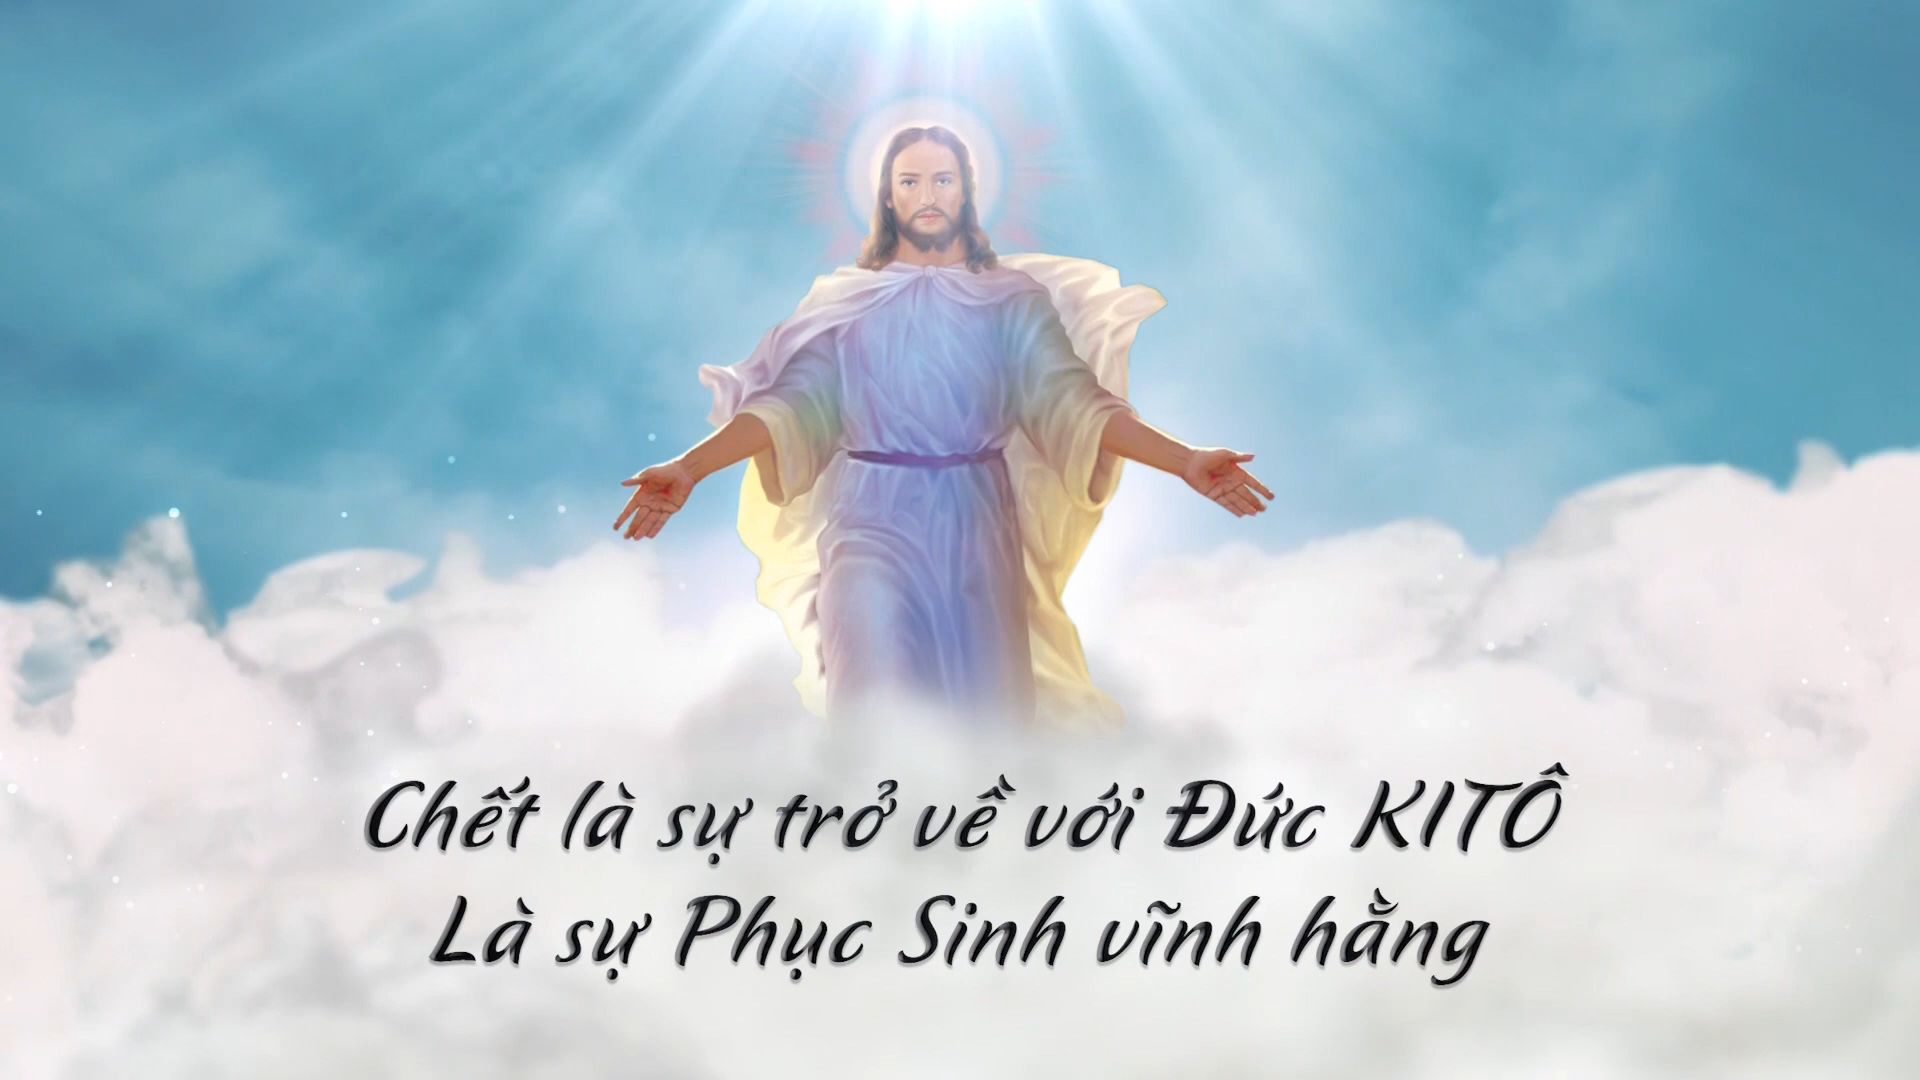 Chết là sự trở về với Đức KITÔ
Là sự Phục Sinh vĩnh hằng